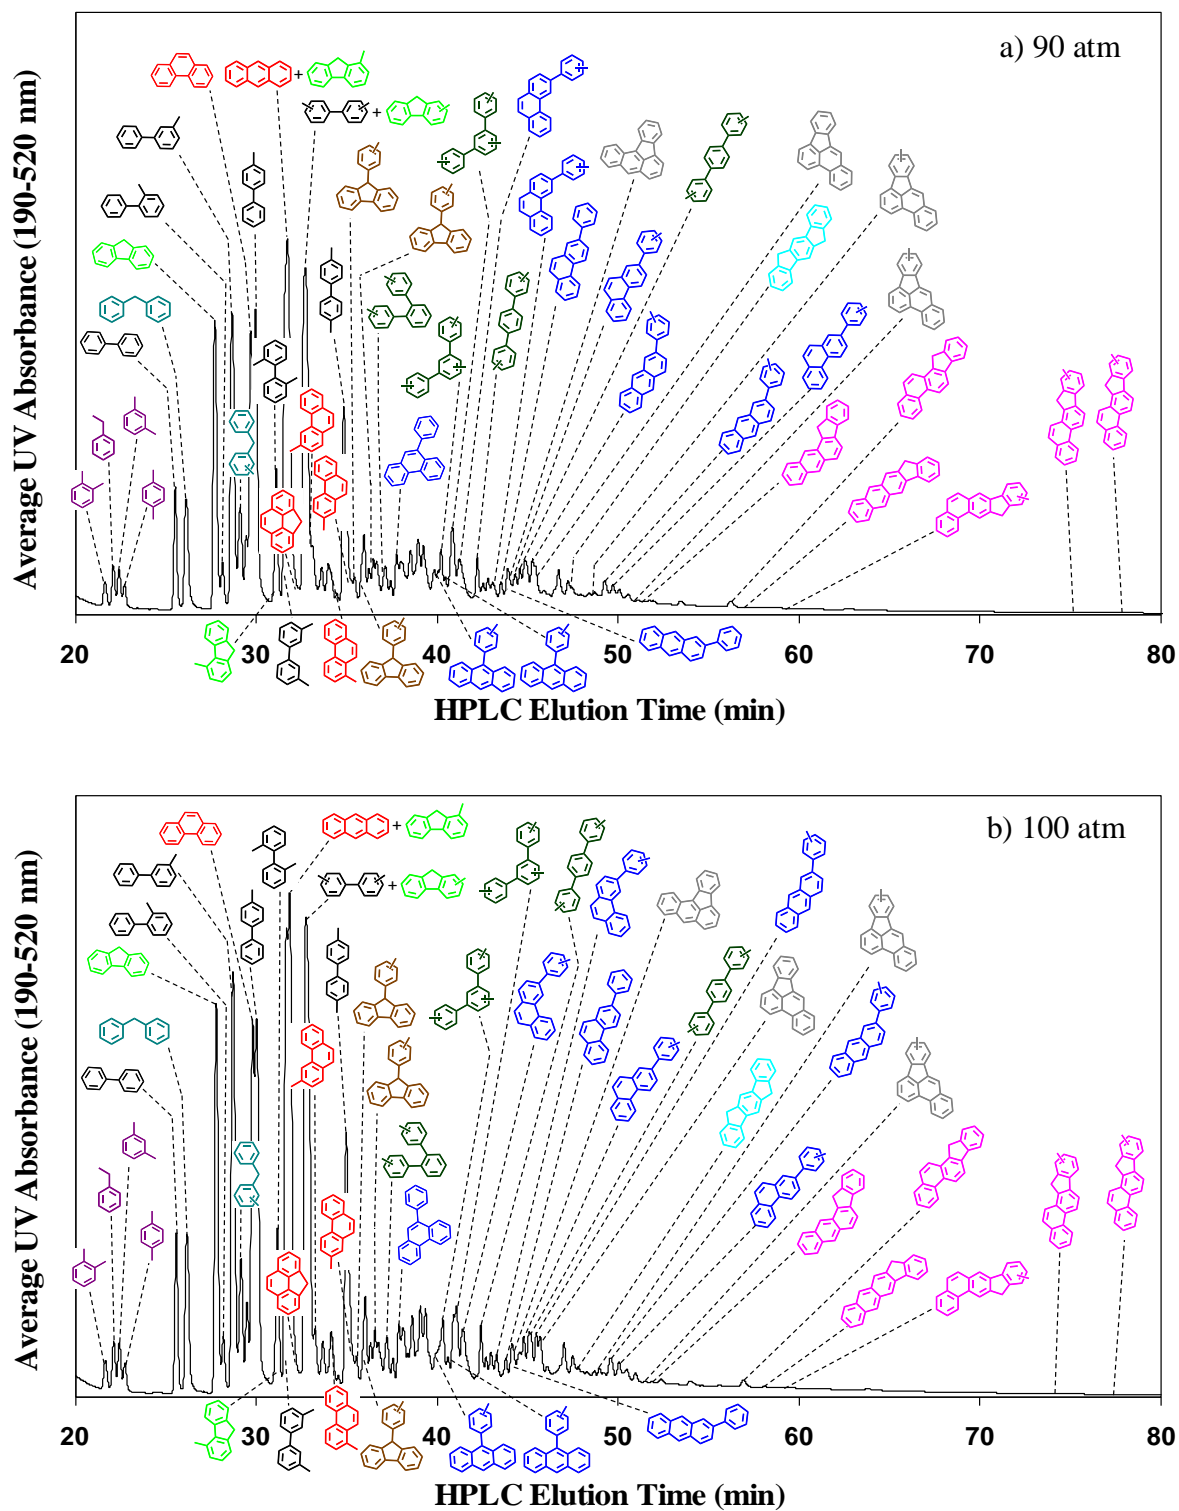 a) 90 atm
+
+
Average UV Absorbance (190-520 nm)
20 30 40 50 60 70 80
HPLC Elution Time (min)
b) 100 atm
+
+
Average UV Absorbance (190-520 nm)
20 30 40 50 60 70 80
HPLC Elution Time (min)